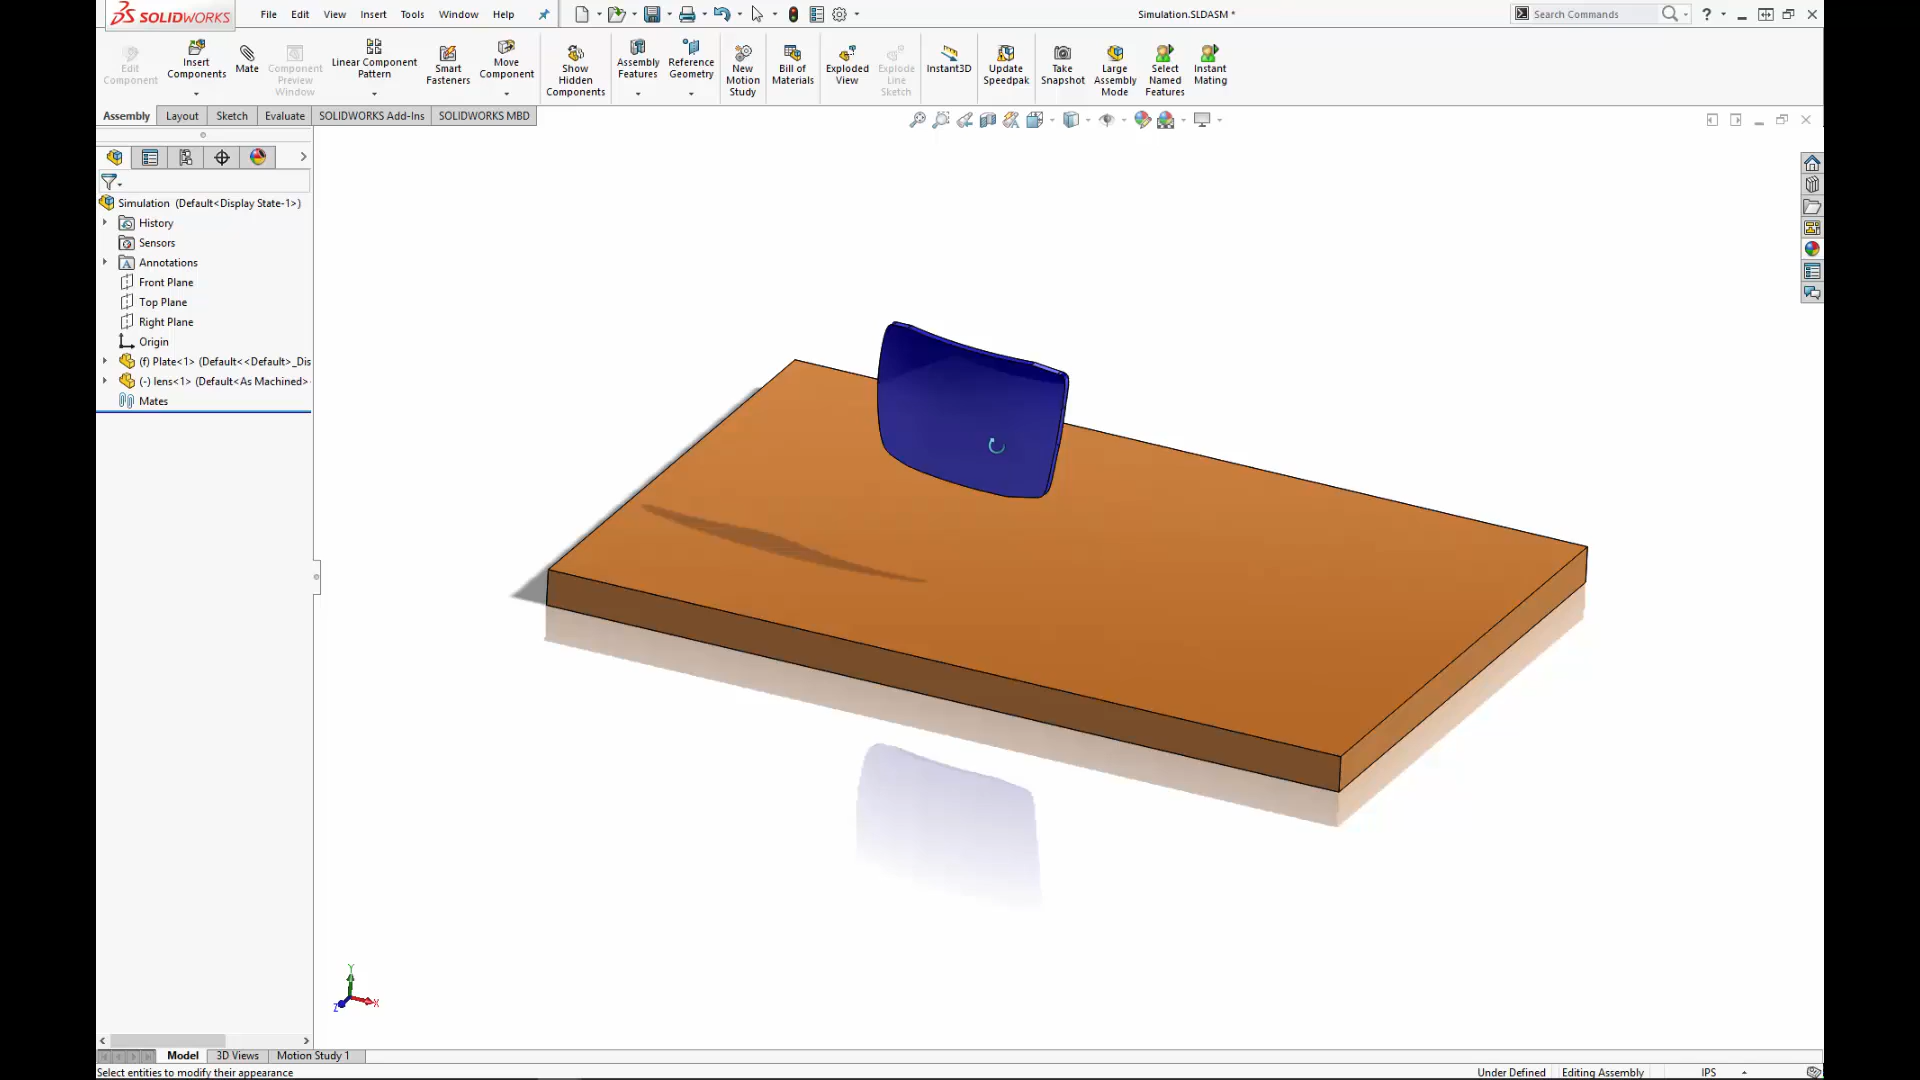 SOLIDWORKS File Edit View Insert Tools Window Help Simulation.SLDASM * Search Commands ?
Edit Component
Insert Components
Mate
Component Preview Window
Linear Component Pattern
Smart Fasteners
Move Component
Show Hidden Components
Assembly Features
Reference Geometry
New Motion Study
Bill of Materials
Exploded View
Explode Line Sketch
Instant3D
Update Speedpak
Take Snapshot
Large Assembly Mode
Select Named Features
Instant Mating
Assembly Layout Sketch Evaluate SOLIDWORKS Add-Ins SOLIDWORKS MBD
Simulation (Default<Display State-1>)
History
Sensors
Annotations
Front Plane
Top Plane
Right Plane
Origin
(f) Plate<1> (Default<<Default>_Dis
(-) lens<1> (Default<As Machined>
Mates
Y
Z X
Model 3D Views Motion Study 1
Select entities to modify their appearance Under Defined Editing Assembly IPS